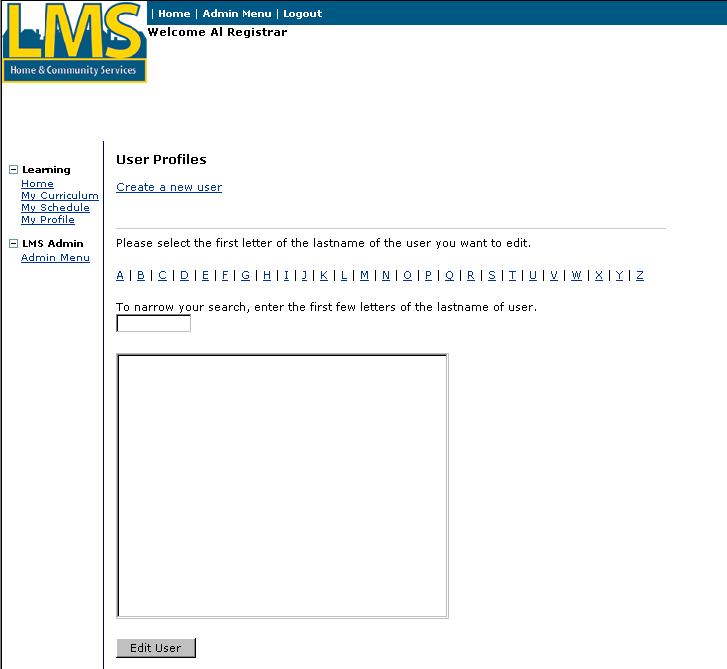 LMS
Home & Community Services
| Home | Admin Menu | Logout
Welcome Al Registrar
Learning
Home
My Curriculum
My Schedule
My Profile
LMS Admin
Admin Menu
User Profiles
Create a new user
Please select the first letter of the lastname of the user you want to edit.
A | B | C | D | E | F | G | H | I | J | K | L | M | N | O | P | Q | R | S | T | U | V | W | X | Y | Z
To narrow your search, enter the first few letters of the lastname of user.
Edit User